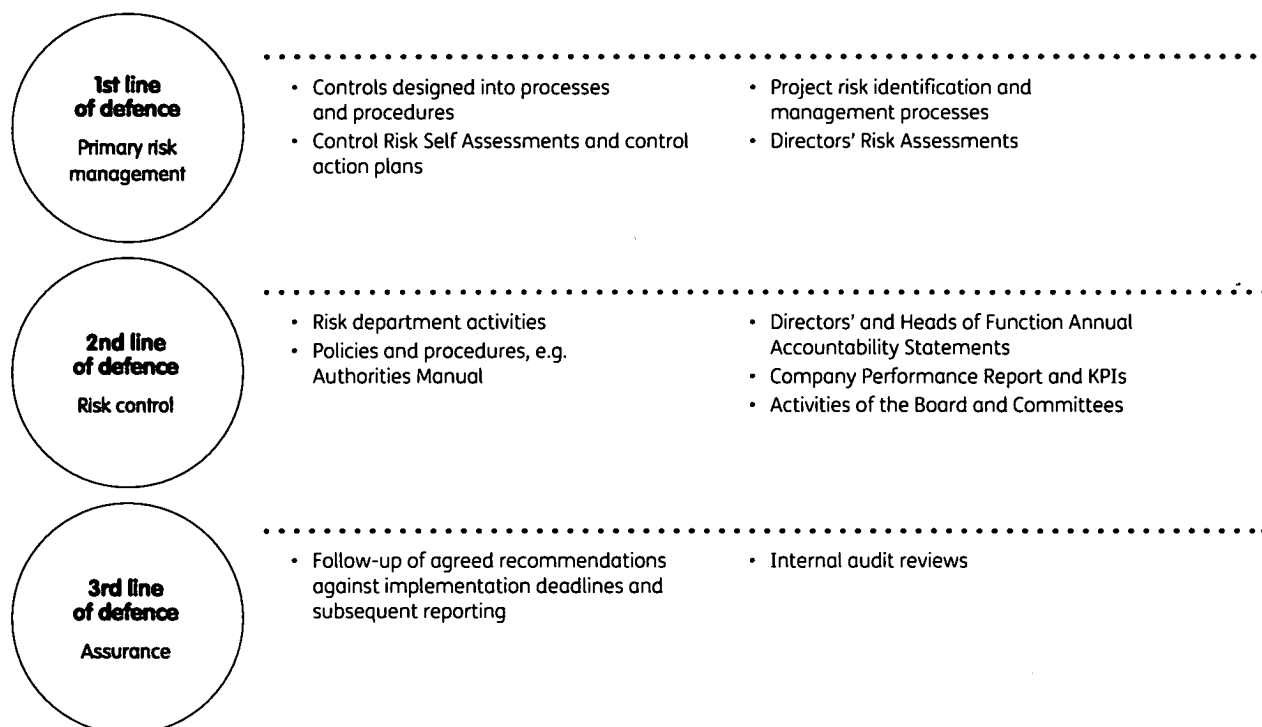 1st line
of defence
Primary risk
management
• Controls designed into processes
and procedures
• Control Risk Self Assessments and control
action plans
• Project risk identification and
management processes
• Directors' Risk Assessments
2nd line
of defence
Risk control
• Risk department activities
• Policies and procedures, e.g.
Authorities Manual
• Directors' and Heads of Function Annual
Accountability Statements
• Company Performance Report and KPIs
• Activities of the Board and Committees
3rd line
of defence
Assurance
• Follow-up of agreed recommendations
against implementation deadlines and
subsequent reporting
• Internal audit reviews